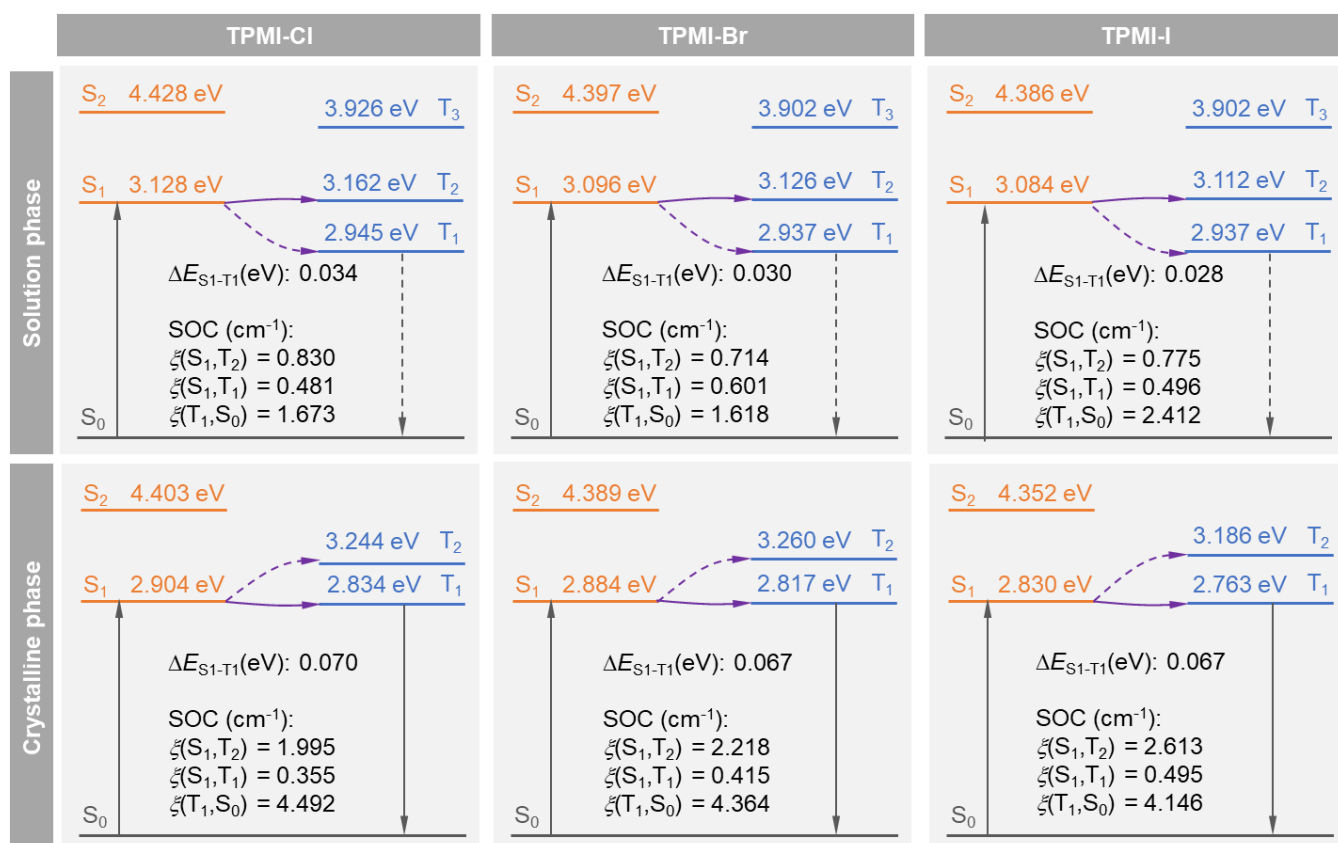 TPMI-Cl
TPMI-Br
TPMI-I
Solution phase
S₂ 4.428 eV
3.926 eV T₃
S₁ 3.128 eV
3.162 eV T₂
2.945 eV T₁
ΔE_S1-T1(eV): 0.034
SOC (cm⁻¹):
ξ(S₁,T₂) = 0.830
ξ(S₁,T₁) = 0.481
ξ(T₁,S₀) = 1.673
S₀
S₂ 4.397 eV
3.902 eV T₃
S₁ 3.096 eV
3.126 eV T₂
2.937 eV T₁
ΔE_S1-T1(eV): 0.030
SOC (cm⁻¹):
ξ(S₁,T₂) = 0.714
ξ(S₁,T₁) = 0.601
ξ(T₁,S₀) = 1.618
S₀
S₂ 4.386 eV
3.902 eV T₃
S₁ 3.084 eV
3.112 eV T₂
2.937 eV T₁
ΔE_S1-T1(eV): 0.028
SOC (cm⁻¹):
ξ(S₁,T₂) = 0.775
ξ(S₁,T₁) = 0.496
ξ(T₁,S₀) = 2.412
S₀
Crystalline phase
S₂ 4.403 eV
3.244 eV T₂
S₁ 2.904 eV
2.834 eV T₁
ΔE_S1-T1(eV): 0.070
SOC (cm⁻¹):
ξ(S₁,T₂) = 1.995
ξ(S₁,T₁) = 0.355
ξ(T₁,S₀) = 4.492
S₀
S₂ 4.389 eV
3.260 eV T₂
S₁ 2.884 eV
2.817 eV T₁
ΔE_S1-T1(eV): 0.067
SOC (cm⁻¹):
ξ(S₁,T₂) = 2.218
ξ(S₁,T₁) = 0.415
ξ(T₁,S₀) = 4.364
S₀
S₂ 4.352 eV
3.186 eV T₂
S₁ 2.830 eV
2.763 eV T₁
ΔE_S1-T1(eV): 0.067
SOC (cm⁻¹):
ξ(S₁,T₂) = 2.613
ξ(S₁,T₁) = 0.495
ξ(T₁,S₀) = 4.146
S₀